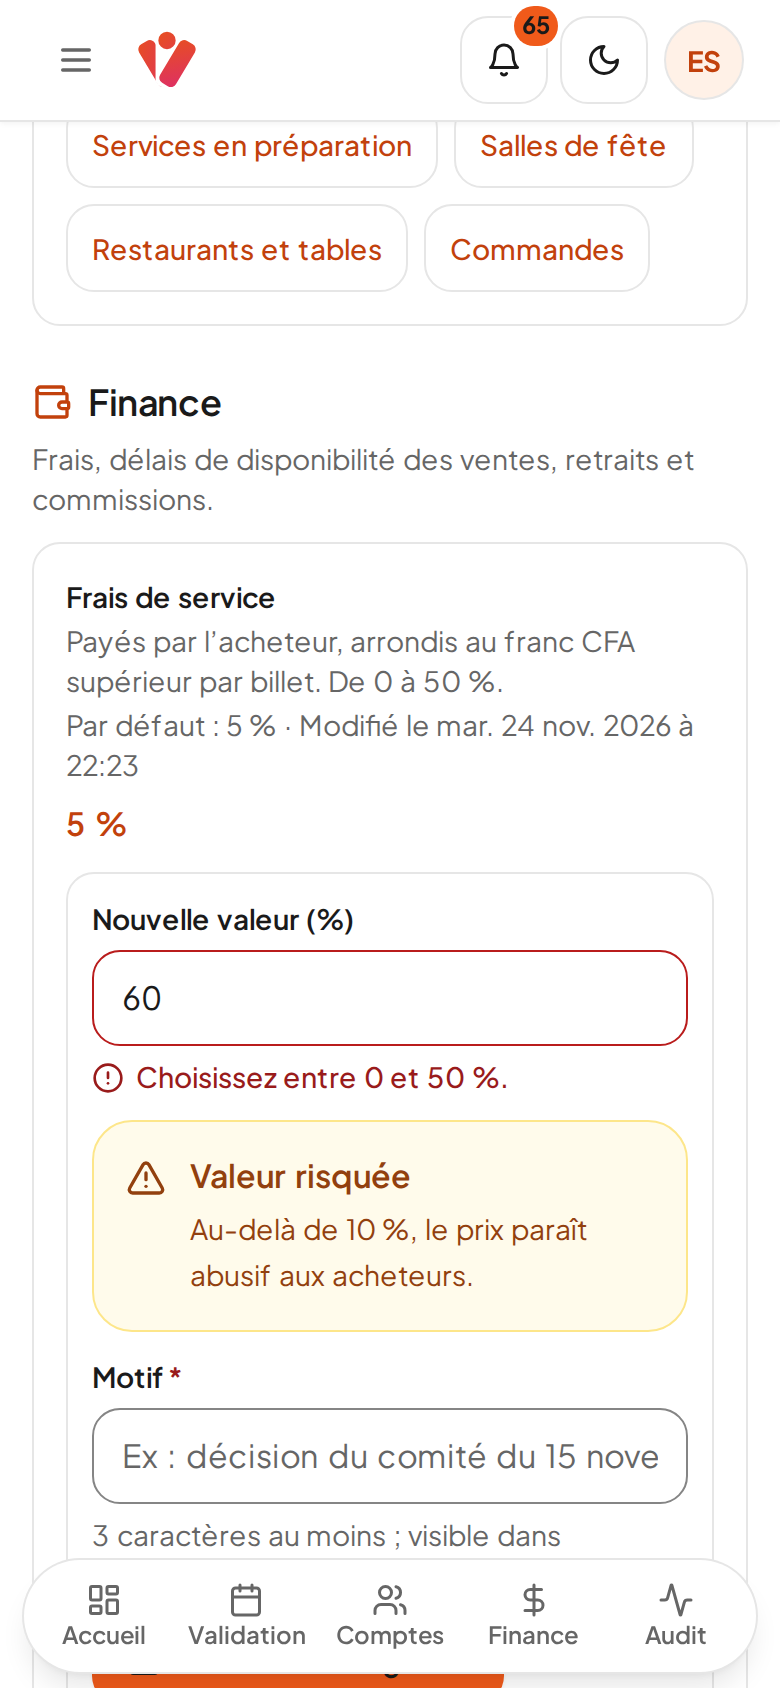 65
ES
Services en préparation
Salles de fête
Restaurants et tables
Commandes
Finance
Frais, délais de disponibilité des ventes, retraits et
commissions.
Frais de service
Payés par l’acheteur, arrondis au franc CFA
supérieur par billet. De 0 à 50 %.
Par défaut : 5 % · Modifié le mar. 24 nov. 2026 à
22:23
5 %
Nouvelle valeur (%)
60
Choisissez entre 0 et 50 %.
Valeur risquée
Au-delà de 10 %, le prix paraît
abusif aux acheteurs.
Motif *
Ex : décision du comité du 15 nove
3 caractères au moins ; visible dans
Accueil
Validation
Comptes
Finance
Audit